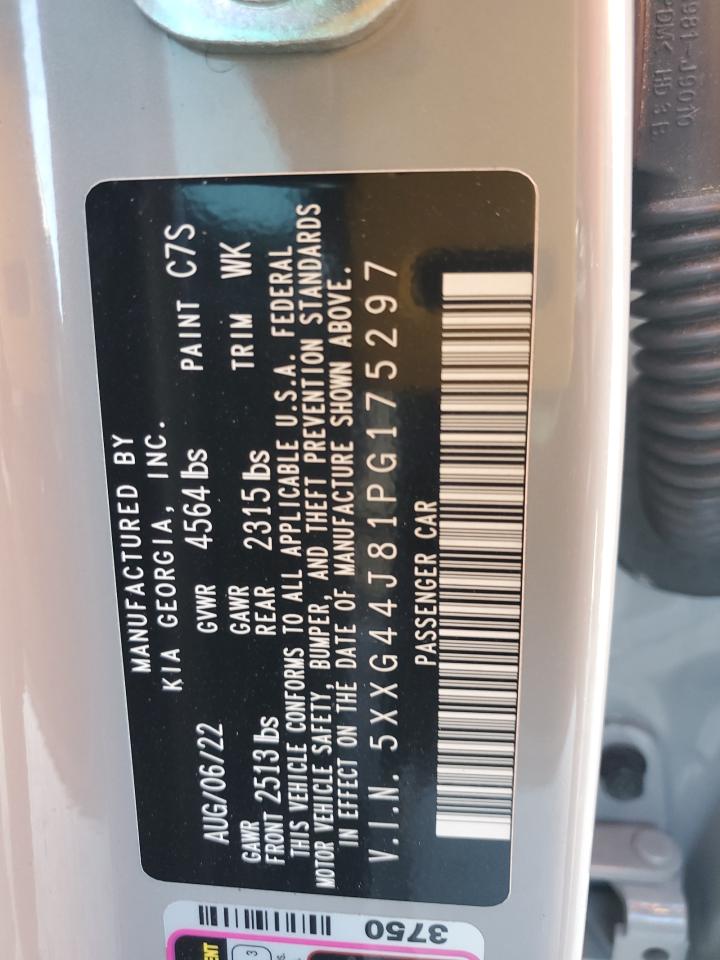 MANUFACTURED BY
KIA GEORGIA, INC.
AUG/06/22 GVWR 4564 lbs PAINT C7S
GAWR GAWR
FRONT 2513 lbs REAR 2315 lbs TRIM WK
THIS VEHICLE CONFORMS TO ALL APPLICABLE U.S.A. FEDERAL
MOTOR VEHICLE SAFETY, BUMPER, AND THEFT PREVENTION STANDARDS
IN EFFECT ON THE DATE OF MANUFACTURE SHOWN ABOVE.
V.I.N. 5XXG44J81PG175297
PASSENGER CAR
3750
3